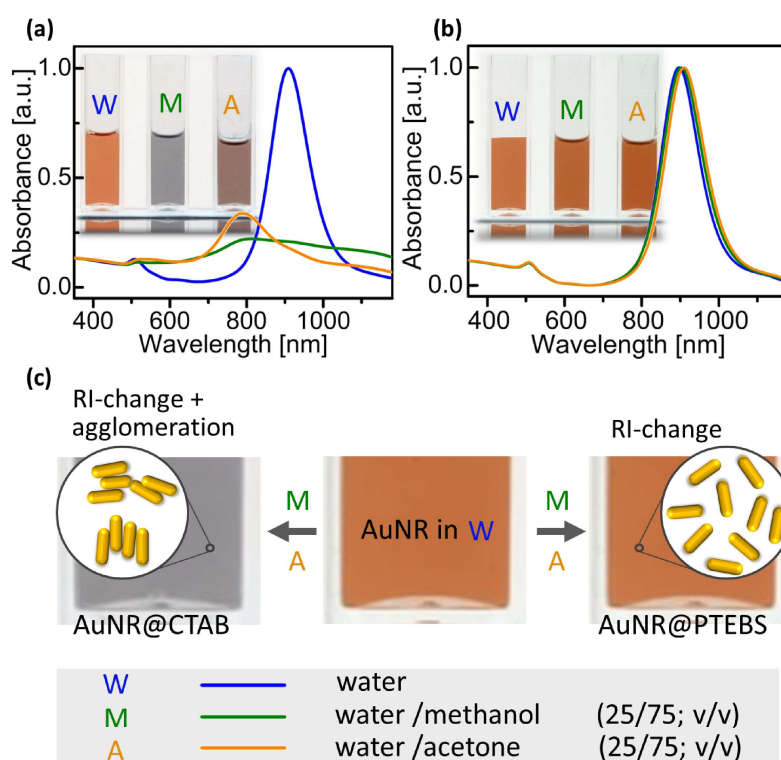 (a)
(b)
Absorbance [a.u.]
1.0
0.5
0.0
W M A
400 600 800 1000
Wavelength [nm]
Absorbance [a.u.]
1.0
0.5
0.0
W M A
400 600 800 1000
Wavelength [nm]
(c)
RI-change +
agglomeration
RI-change
M
A
AuNR in W
M
A
AuNR@CTAB
AuNR@PTEBS
W water
M water /methanol (25/75; v/v)
A water /acetone (25/75; v/v)